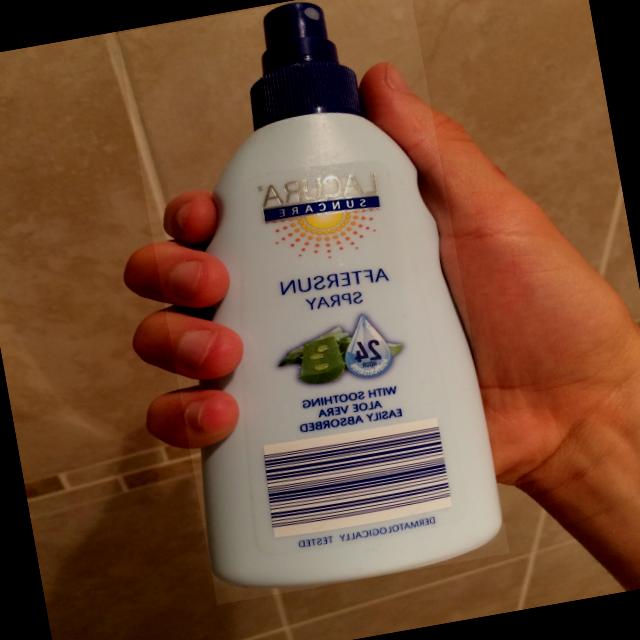 LACURA
SUNCARE
AFTERSUN
SPRAY
24
WITH SOOTHING
ALOE VERA
EASILY ABSORBED
DERMATOLOGICALLY TESTED